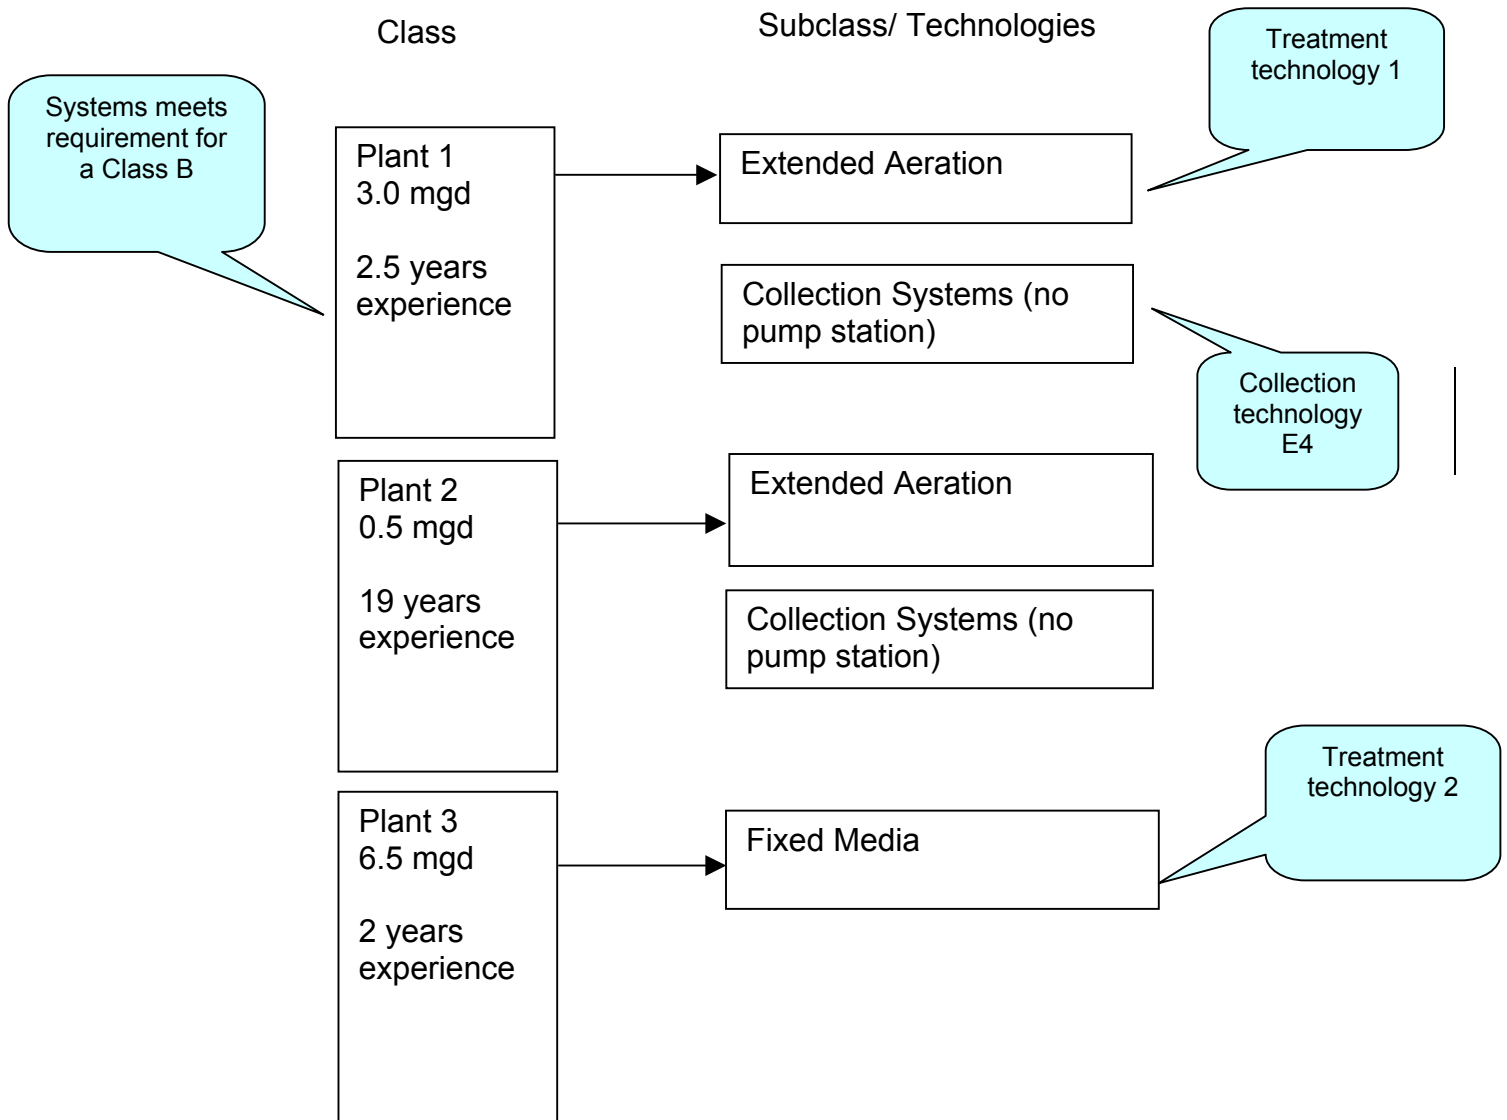 Class
Subclass/ Technologies
Treatment
technology 1
Systems meets
requirement for
a Class B
Plant 1
3.0 mgd
2.5 years
experience
Extended Aeration
Collection Systems (no
pump station)
Collection
technology
E4
Plant 2
0.5 mgd
19 years
experience
Extended Aeration
Collection Systems (no
pump station)
Plant 3
6.5 mgd
2 years
experience
Fixed Media
Treatment
technology 2